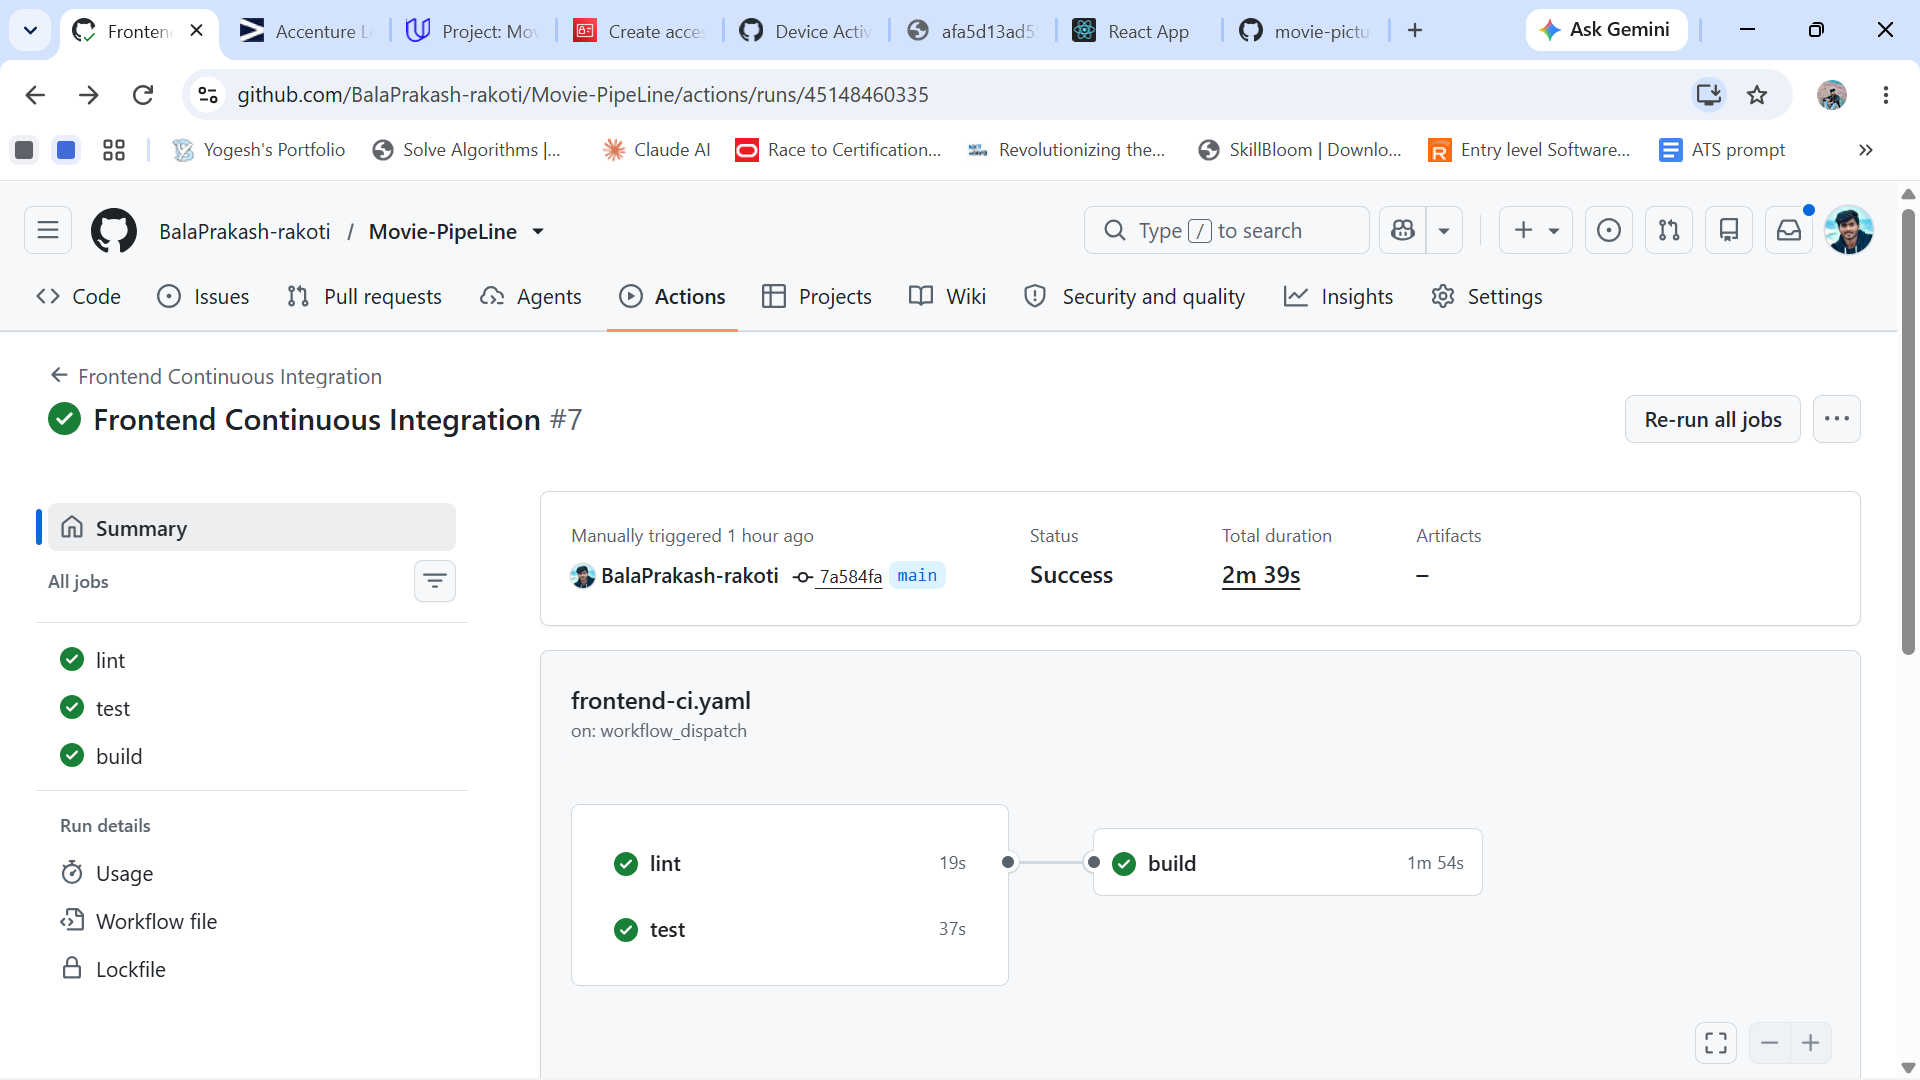 Fronten
Accenture L
Project: Mov
Create acces
Device Activ
afa5d13ad5
React App
movie-pictu
Ask Gemini
github.com/BalaPrakash-rakoti/Movie-PipeLine/actions/runs/45148460335
Yogesh's Portfolio
Solve Algorithms |...
Claude AI
Race to Certification...
Revolutionizing the...
SkillBloom | Downlo...
Entry level Software...
ATS prompt
BalaPrakash-rakoti / Movie-PipeLine
Type / to search
Code
Issues
Pull requests
Agents
Actions
Projects
Wiki
Security and quality
Insights
Settings
Frontend Continuous Integration
Frontend Continuous Integration #7
Re-run all jobs
Summary
All jobs
lint
test
build
Run details
Usage
Workflow file
Lockfile
Manually triggered 1 hour ago
BalaPrakash-rakoti 7a584fa main
Status
Success
Total duration
2m 39s
Artifacts
–
frontend-ci.yaml
on: workflow_dispatch
lint 19s
test 37s
build 1m 54s